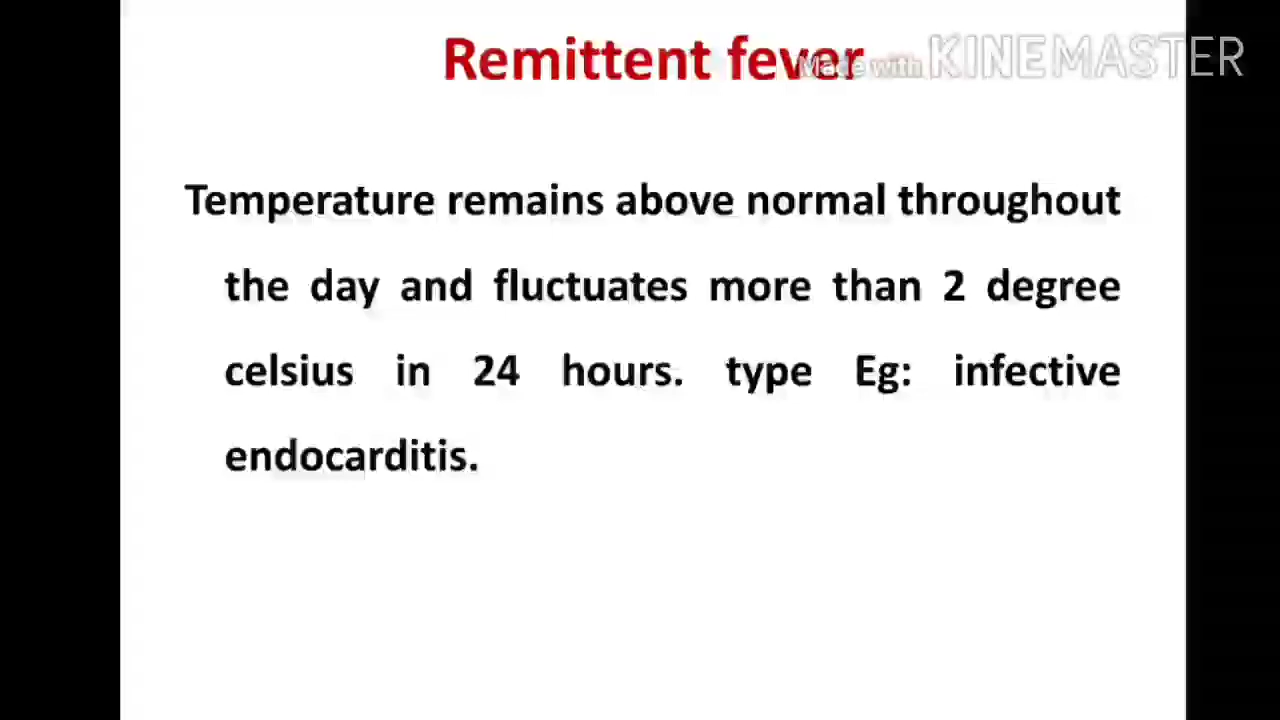 Remittent fever
Made with KINEMASTER
Temperature remains above normal throughout
the day and fluctuates more than 2 degree
celsius in 24 hours. type Eg: infective
endocarditis.